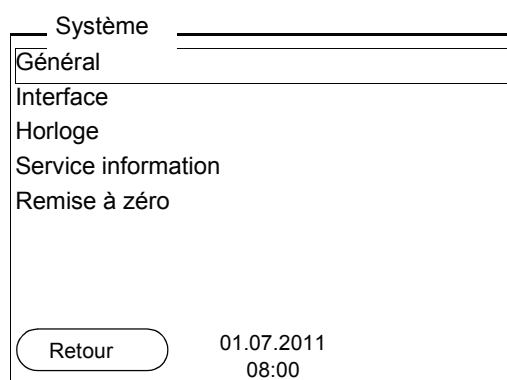 Système
Général
Interface
Horloge
Service information
Remise à zéro
Retour
01.07.2011
08:00